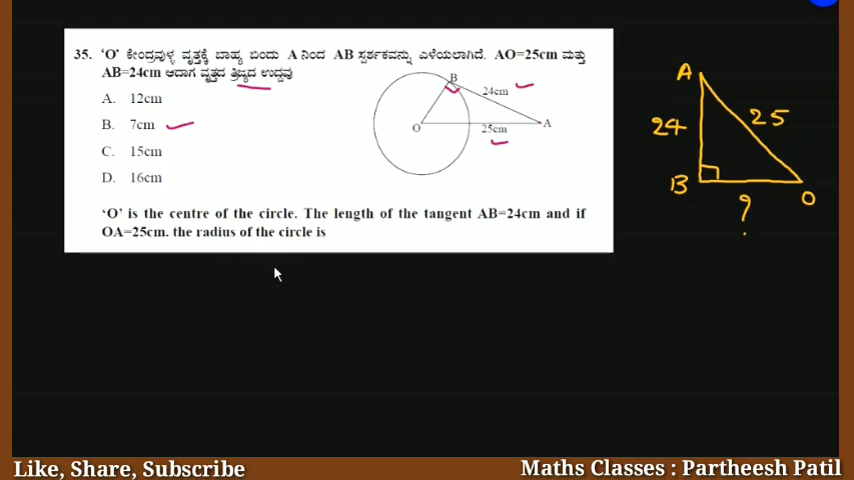 35. ‘O’ ಕೇಂದ್ರವುಳ್ಳ ವೃತ್ತಕ್ಕೆ ಬಾಹ್ಯ ಬಿಂದು A ನಿಂದ AB ಸ್ಪರ್ಶಕವನ್ನು ಎಳೆಯಲಾಗಿದೆ. AO=25cm ಮತ್ತು
AB=24cm ಆದಾಗ ವೃತ್ತದ ತ್ರಿಜ್ಯದ ಉದ್ದವು
A. 12cm
B. 7cm
C. 15cm
D. 16cm
B
24cm
O
25cm
A
‘O’ is the centre of the circle. The length of the tangent AB=24cm and if
OA=25cm. the radius of the circle is
A
24
25
B
O
?
Like, Share, Subscribe
Maths Classes : Partheesh Patil